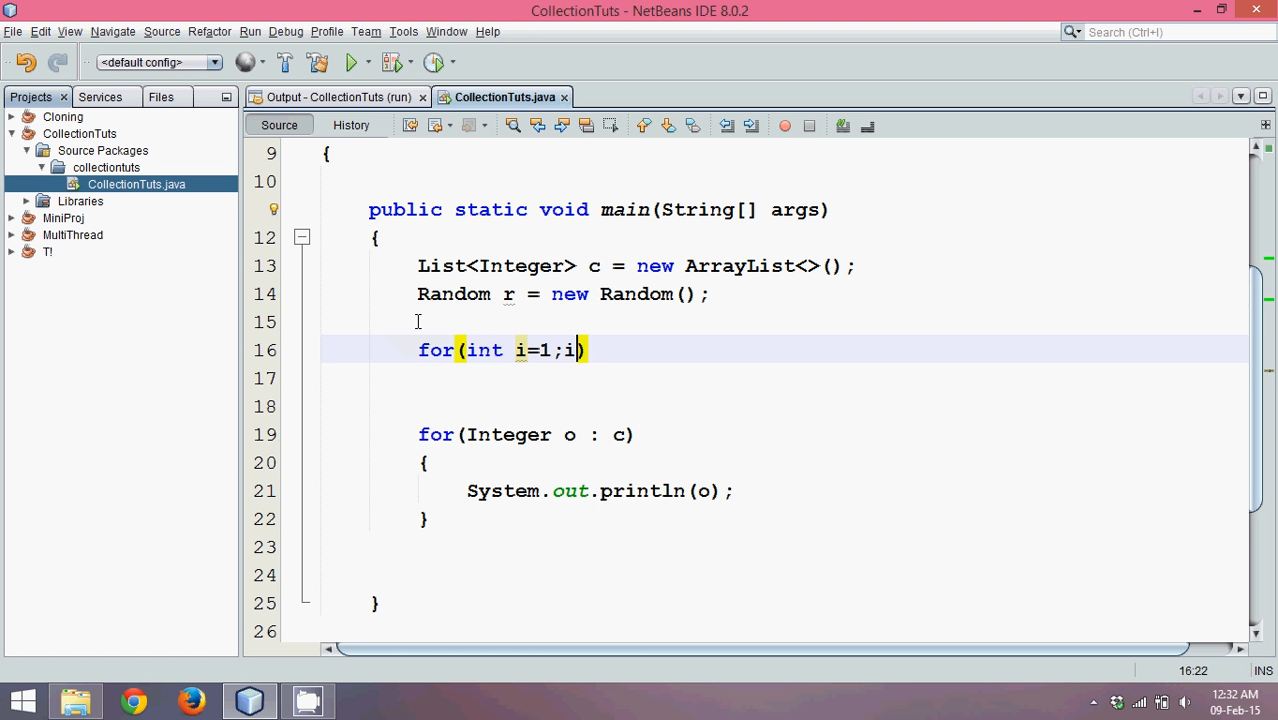 CollectionTuts - NetBeans IDE 8.0.2
File Edit View Navigate Source Refactor Run Debug Profile Team Tools Window Help
Search (Ctrl+I)
<default config>
Projects Services Files
Output - CollectionTuts (run) CollectionTuts.java
Source History
Cloning
CollectionTuts
Source Packages
collectiontuts
CollectionTuts.java
Libraries
MiniProj
MultiThread
T!
9 {
10
public static void main(String[] args)
12 {
13 List<Integer> c = new ArrayList<>();
14 Random r = new Random();
15
16 for(int i=1;i)
17
18
19 for(Integer o : c)
20 {
21 System.out.println(o);
22 }
23
24
25 }
26
16:22 INS
12:32 AM
09-Feb-15